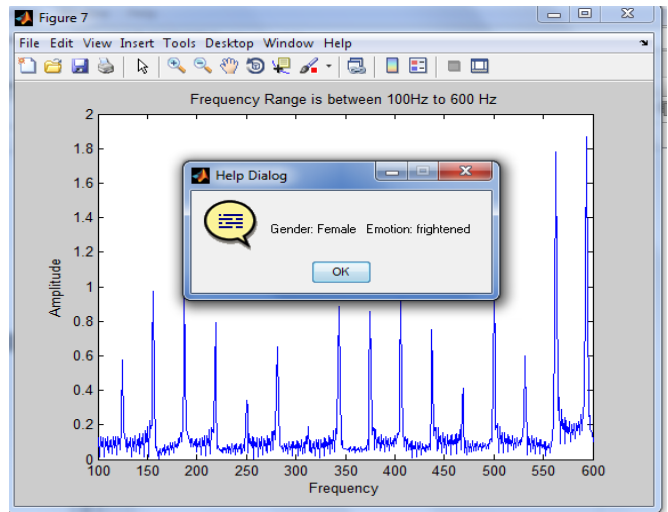 Figure 7
File Edit View Insert Tools Desktop Window Help
Frequency Range is between 100Hz to 600 Hz
2
1.8
1.6
1.4
1.2
1
0.8
0.6
0.4
0.2
0
Amplitude
Help Dialog
Gender: Female Emotion: frightened
OK
100 150 200 250 300 350 400 450 500 550 600
Frequency